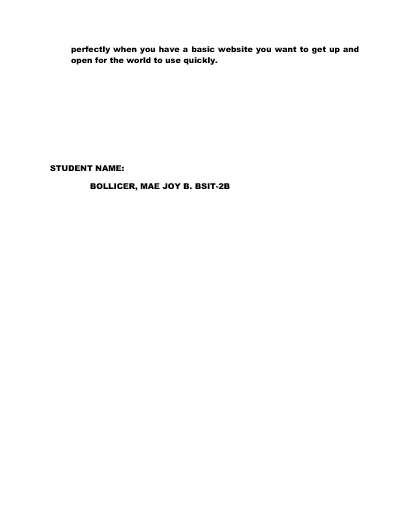 perfectly when you have a basic website you want to get up and
open for the world to use quickly.
STUDENT NAME:
BOLLICER, MAE JOY B. BSIT-2B